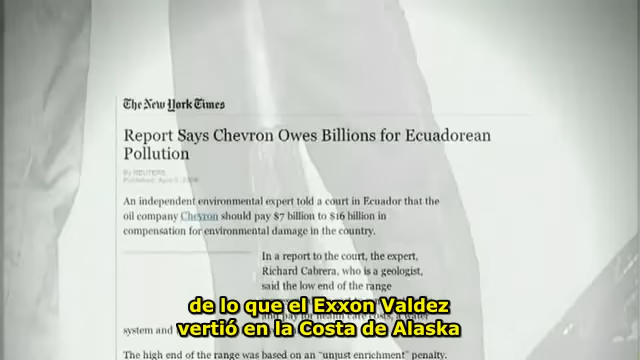 The New York Times
Report Says Chevron Owes Billions for Ecuadorean
Pollution
By REUTERS
An independent environmental expert told a court in Ecuador that the
oil company Chevron should pay $7 billion to $16 billion in
compensation for environmental damage in the country.
In a report to the court, the expert,
Richard Cabrera, who is a geologist,
said the low end of the range
de lo que el Exxon Valdez
vertió en la Costa de Alaska
system and
The high end of the range was based on an "unjust enrichment" penalty.